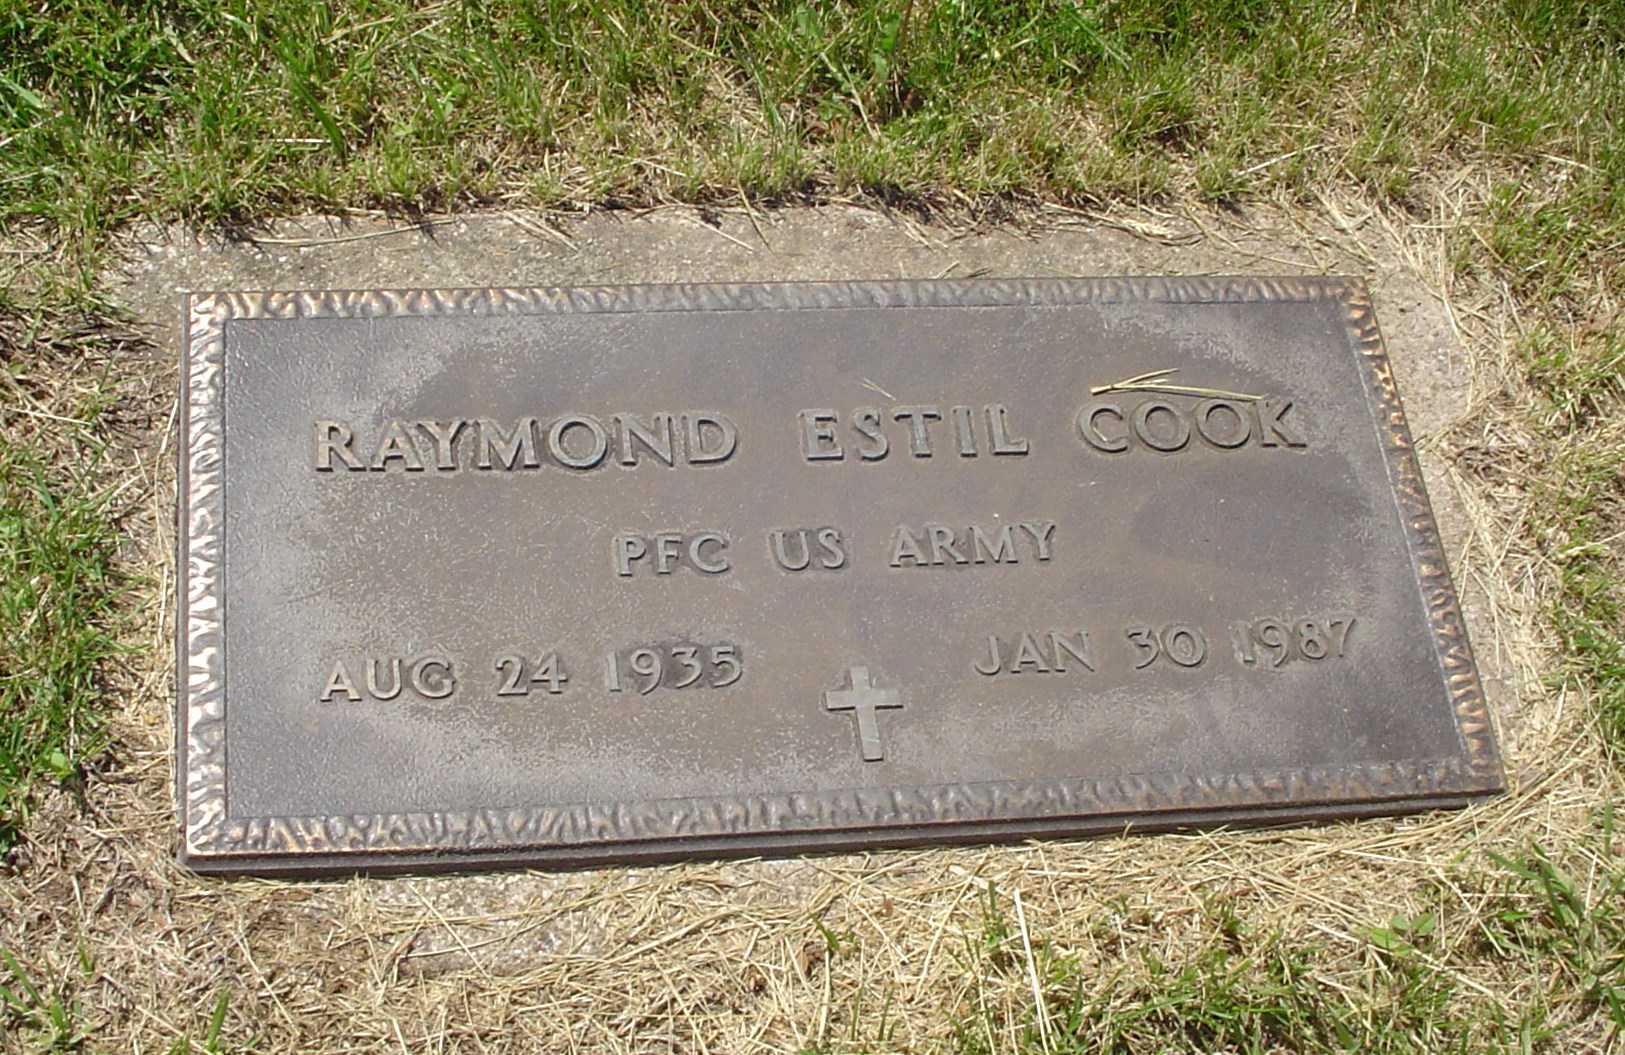 RAYMOND ESTIL COOK
PFC US ARMY
AUG 24 1935 JAN 30 1987